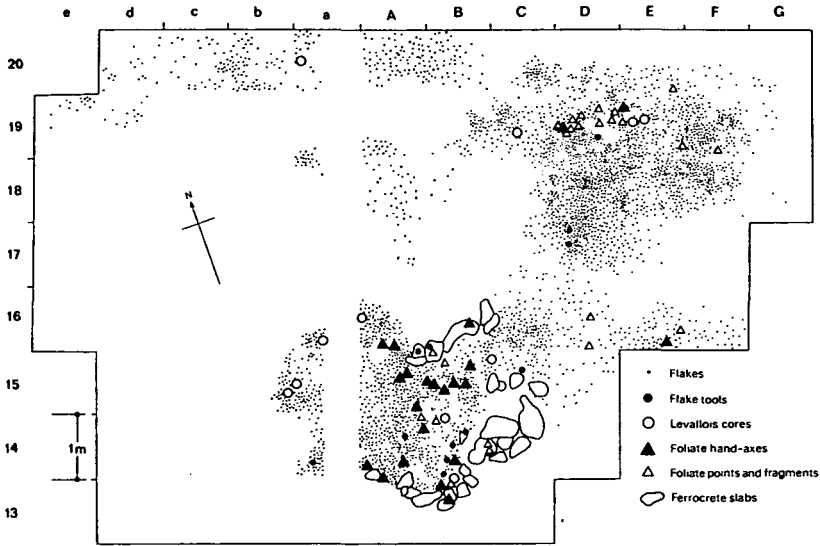 e d c b a A B C D E F G
20
19
18
17
16
15
14
13
N
1m
Flakes
Flake tools
Levallois cores
Foliate hand-axes
Foliate points and fragments
Ferrocrete slabs